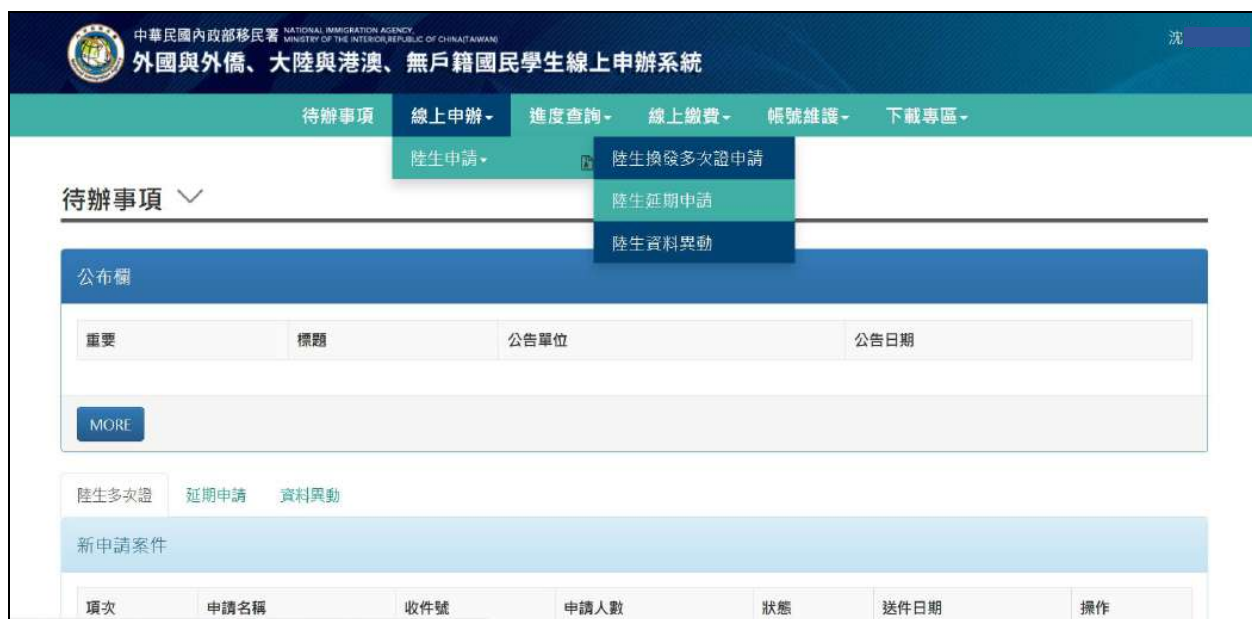 中華民國內政部移民署 NATIONAL IMMIGRATION AGENCY,
MINISTRY OF THE INTERIOR,REPUBLIC OF CHINA(TAIWAN)
外國與外僑、大陸與港澳、無戶籍國民學生線上申辦系統
沈
待辦事項 線上申辦 進度查詢 線上繳費 帳號維護 下載專區
陸生申請 陸生換發多次證申請
陸生延期申請
陸生資料異動
待辦事項
公布欄
重要 標題 公告單位 公告日期
MORE
陸生多次證 延期申請 資料異動
新申請案件
項次 申請名稱 收件號 申請人數 狀態 送件日期 操作